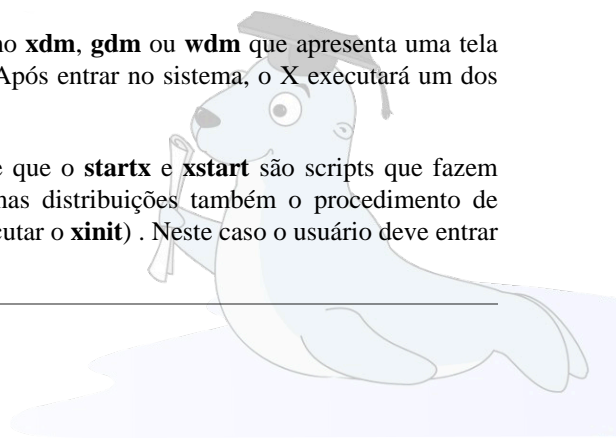 no xdm, gdm ou wdm que apresenta uma tela
Após entrar no sistema, o X executará um dos
e que o startx e xstart são scripts que fazem
mas distribuições também o procedimento de
cutar o xinit) . Neste caso o usuário deve entrar